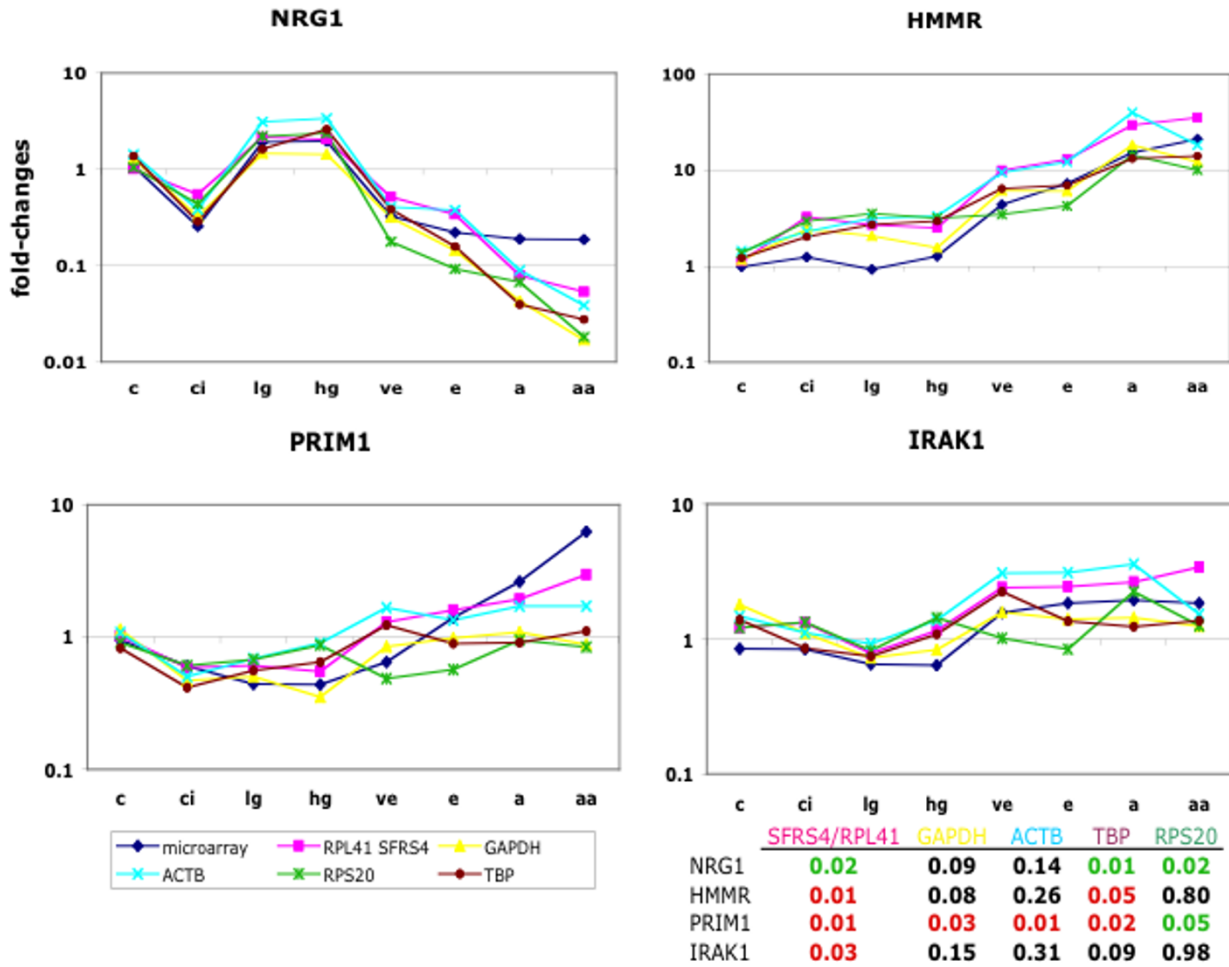 NRG1
10
1
0.1
0.01
fold-changes
c ci lg hg ve e a aa
HMMR
100
10
1
0.1
c ci lg hg ve e a aa
PRIM1
10
1
0.1
c ci lg hg ve e a aa
IRAK1
10
1
0.1
c ci lg hg ve e a aa
microarray RPL41 SFRS4 GAPDH
ACTB RPS20 TBP
SFRS4/RPL41 GAPDH ACTB TBP RPS20
NRG1 0.02 0.09 0.14 0.01 0.02
HMMR 0.01 0.08 0.26 0.05 0.80
PRIM1 0.01 0.03 0.01 0.02 0.05
IRAK1 0.03 0.15 0.31 0.09 0.98